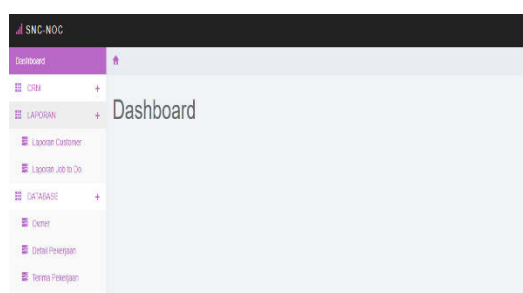 SNC-NOC
Dashboard
CRM +
LAPORAN +
Dashboard
Laporan Customer
Laporan Job to Do
DATABASE +
Owner
Detail Pekerjaan
Terima Pekerjaan